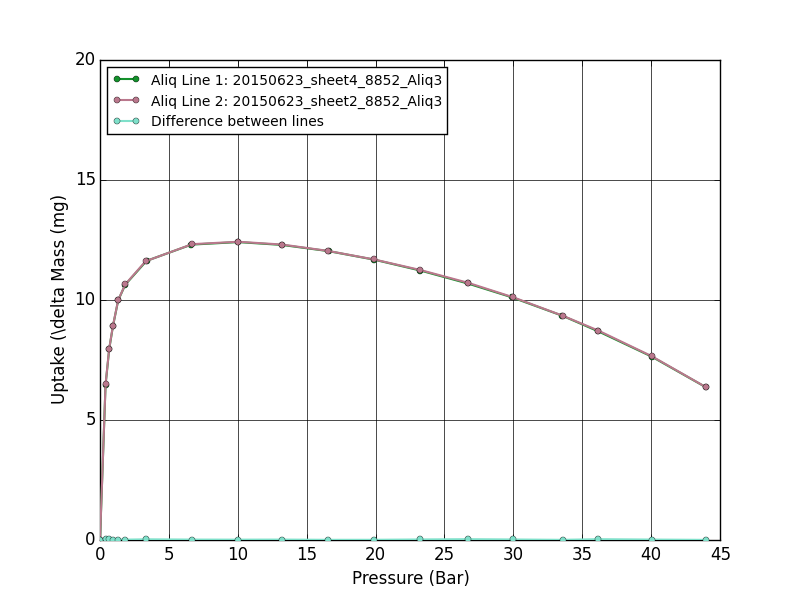 20
15
10
5
0
Uptake (\delta Mass (mg)
Aliq Line 1: 20150623_sheet4_8852_Aliq3
Aliq Line 2: 20150623_sheet2_8852_Aliq3
Difference between lines
0 5 10 15 20 25 30 35 40 45
Pressure (Bar)